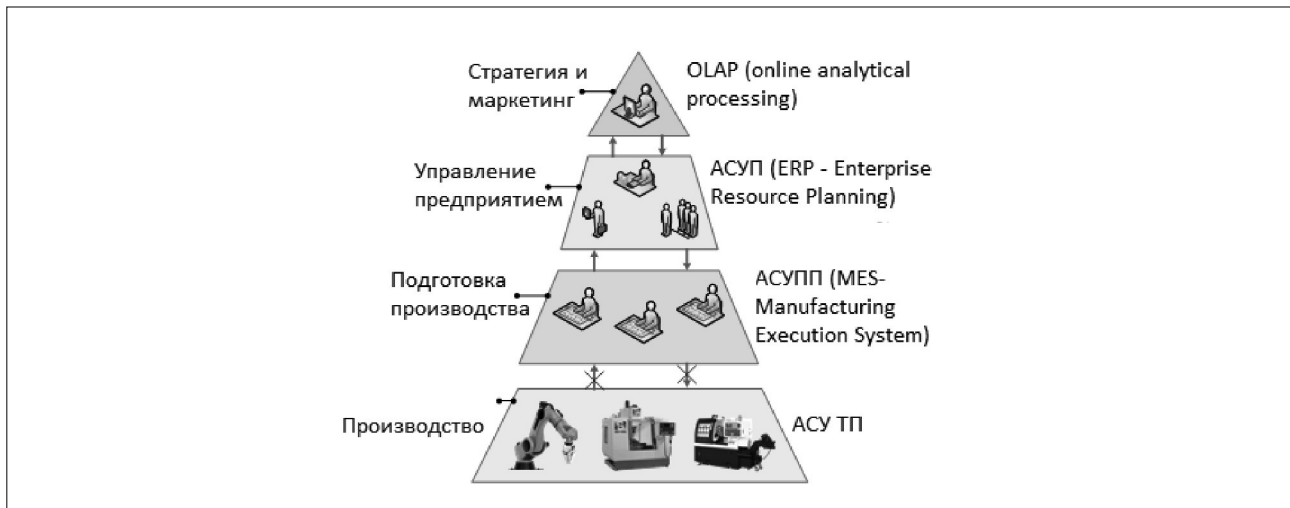 Стратегия и
маркетинг
OLAP (online analytical
processing)
Управление
предприятием
АСУП (ERP - Enterprise
Resource Planning)
Подготовка
производства
АСУПП (MES-
Manufacturing
Execution System)
Производство
АСУ ТП